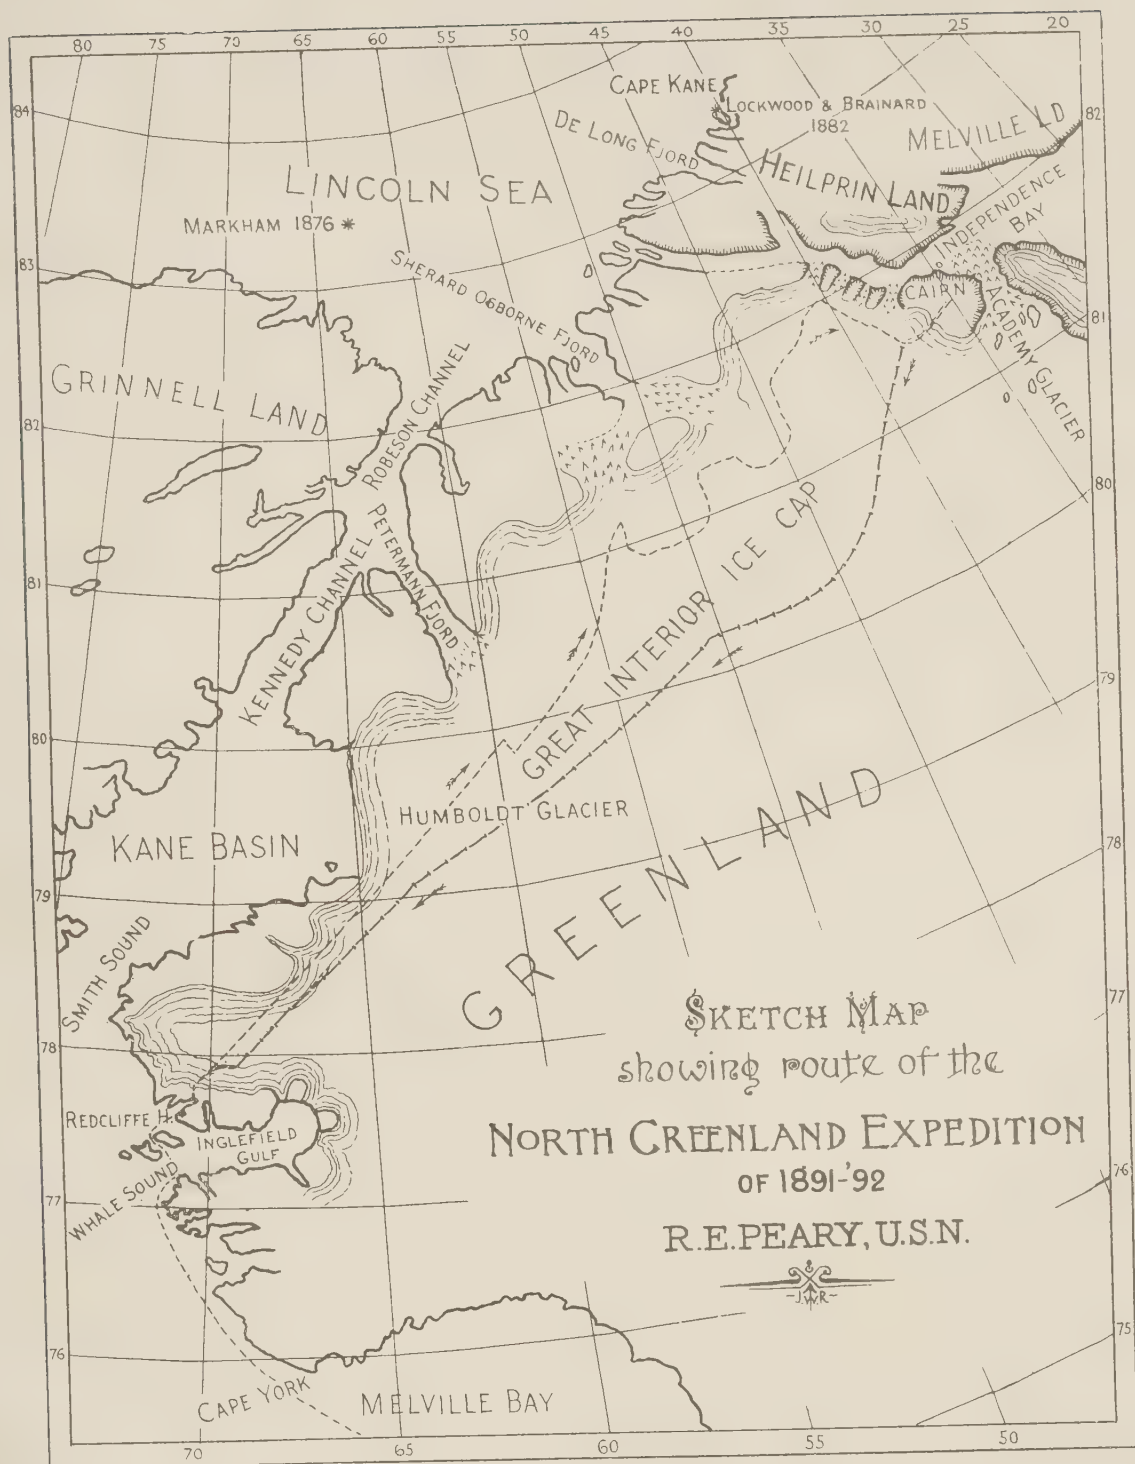 80 75 70 65 60 55 50 45 40 35 30 25 20
CAPE KANE
LOCKWOOD & BRAINARD
1882
84
82
DE LONG FJORD
MELVILLE LD
HEILPRIN LAND
LINCOLN SEA
MARKHAM 1876 *
INDEPENDENCE
BAY
83
SHERARD OSBORNE FJORD
CAIRN
ACADEMY GLACIER
81
GRINNELL LAND
ROBESON CHANNEL
82
80
PETERMANN FJORD
KENNEDY CHANNEL
81
GREAT INTERIOR ICE CAP
79
80
HUMBOLDT GLACIER
KANE BASIN
GREENLAND
78
79
SMITH SOUND
77
78
SKETCH MAP
showing route of the
NORTH GREENLAND EXPEDITION
OF 1891-'92
R.E.PEARY, U.S.N.
-J.W.R-
REDCLIFFE H.
INGLEFIELD
GULF
WHALE SOUND
77
76
75
76
CAPE YORK
MELVILLE BAY
70 65 60 55 50